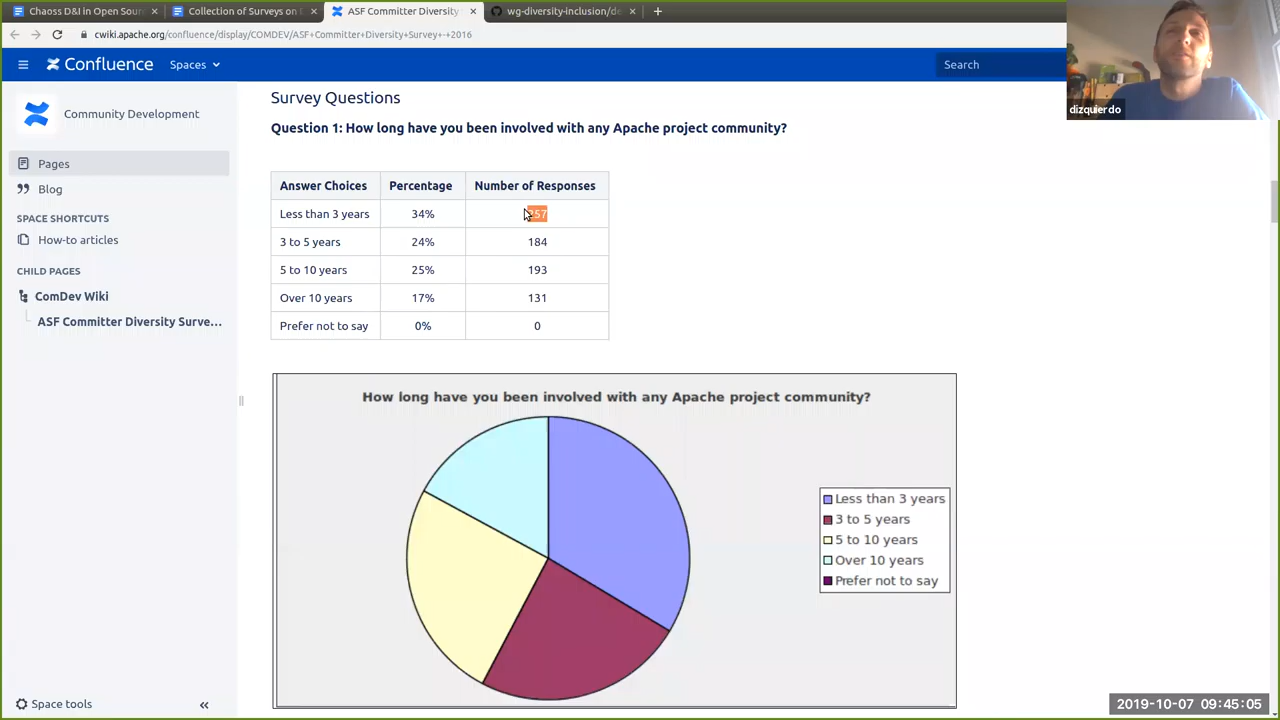 Chaoss D&I in Open Sour
Collection of Surveys on D
ASF Committer Diversity
wg-diversity-inclusion/de
cwiki.apache.org/confluence/display/COMDEV/ASF+Committer+Diversity+Survey+-+2016
Confluence
Spaces
Search
dizquierdo
Community Development
Pages
Blog
SPACE SHORTCUTS
How-to articles
CHILD PAGES
ComDev Wiki
ASF Committer Diversity Surve...
Space tools
Survey Questions
Question 1: How long have you been involved with any Apache project community?
Answer Choices Percentage Number of Responses
Less than 3 years 34%
3 to 5 years 24% 184
5 to 10 years 25% 193
Over 10 years 17% 131
Prefer not to say 0% 0
How long have you been involved with any Apache project community?
Less than 3 years
3 to 5 years
5 to 10 years
Over 10 years
Prefer not to say
2019-10-07 09:45:05